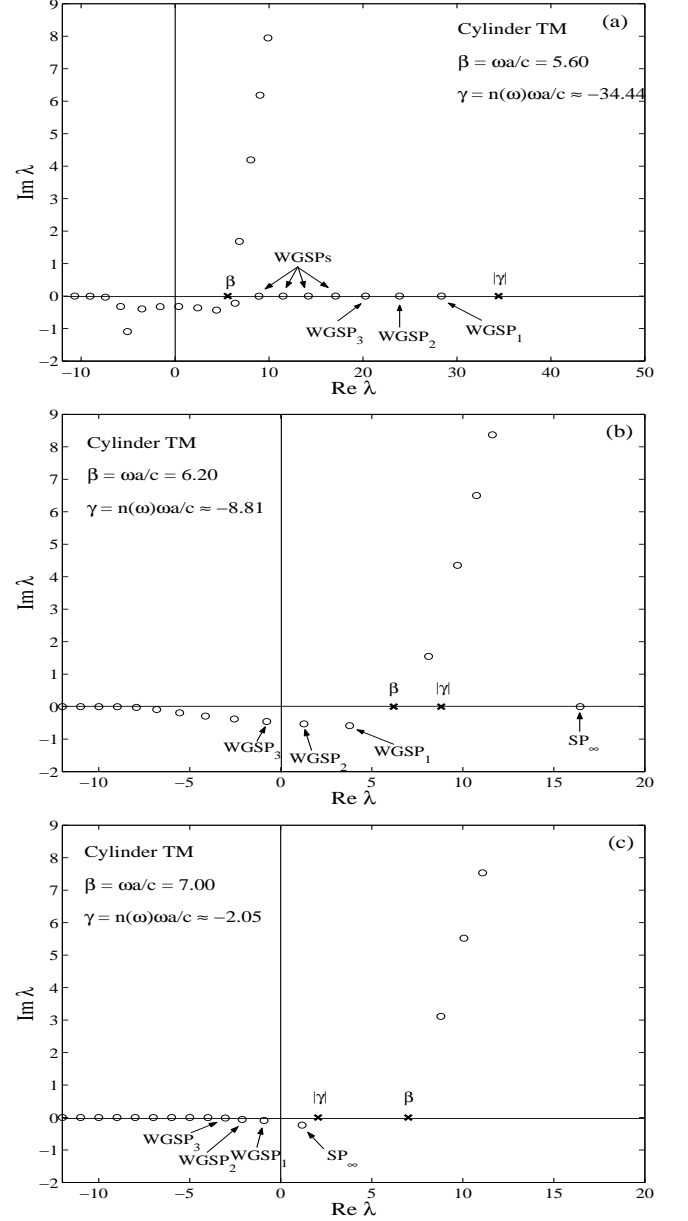 (a)
Cylinder TM
β = ωa/c = 5.60
γ = n(ω)ωa/c ≈ −34.44
9
8
7
6
5
4
3
2
1
0
−1
−2
Im λ
WGSPs
β
|γ|
WGSP3
WGSP2
WGSP1
−10 0 10 20 30 40 50
Re λ
(b)
Cylinder TM
β = ωa/c = 6.20
γ = n(ω)ωa/c ≈ −8.81
9
8
7
6
5
4
3
2
1
0
−1
−2
Im λ
β
|γ|
WGSP3
WGSP2
WGSP1
SP∞
−10 −5 0 5 10 15 20
Re λ
(c)
Cylinder TM
β = ωa/c = 7.00
γ = n(ω)ωa/c ≈ −2.05
9
8
7
6
5
4
3
2
1
0
−1
−2
Im λ
|γ|
β
WGSP3
WGSP2
WGSP1
SP∞
−10 −5 0 5 10 15 20
Re λ